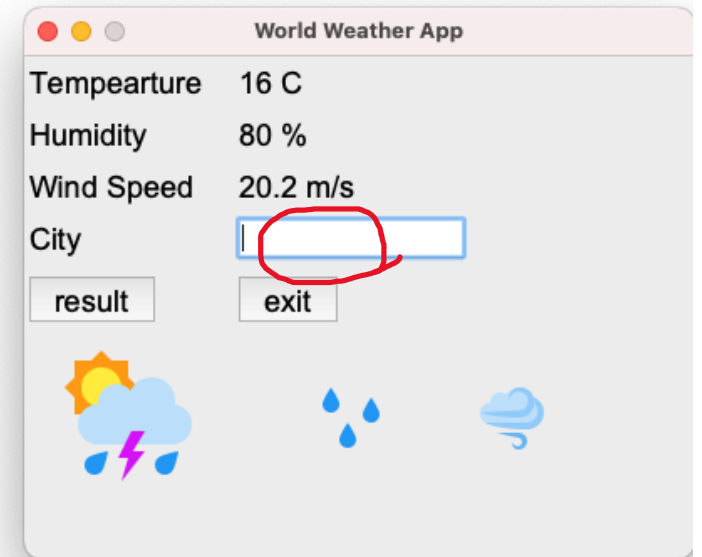 World Weather App
Tempearture 16 C
Humidity 80 %
Wind Speed 20.2 m/s
City
result exit